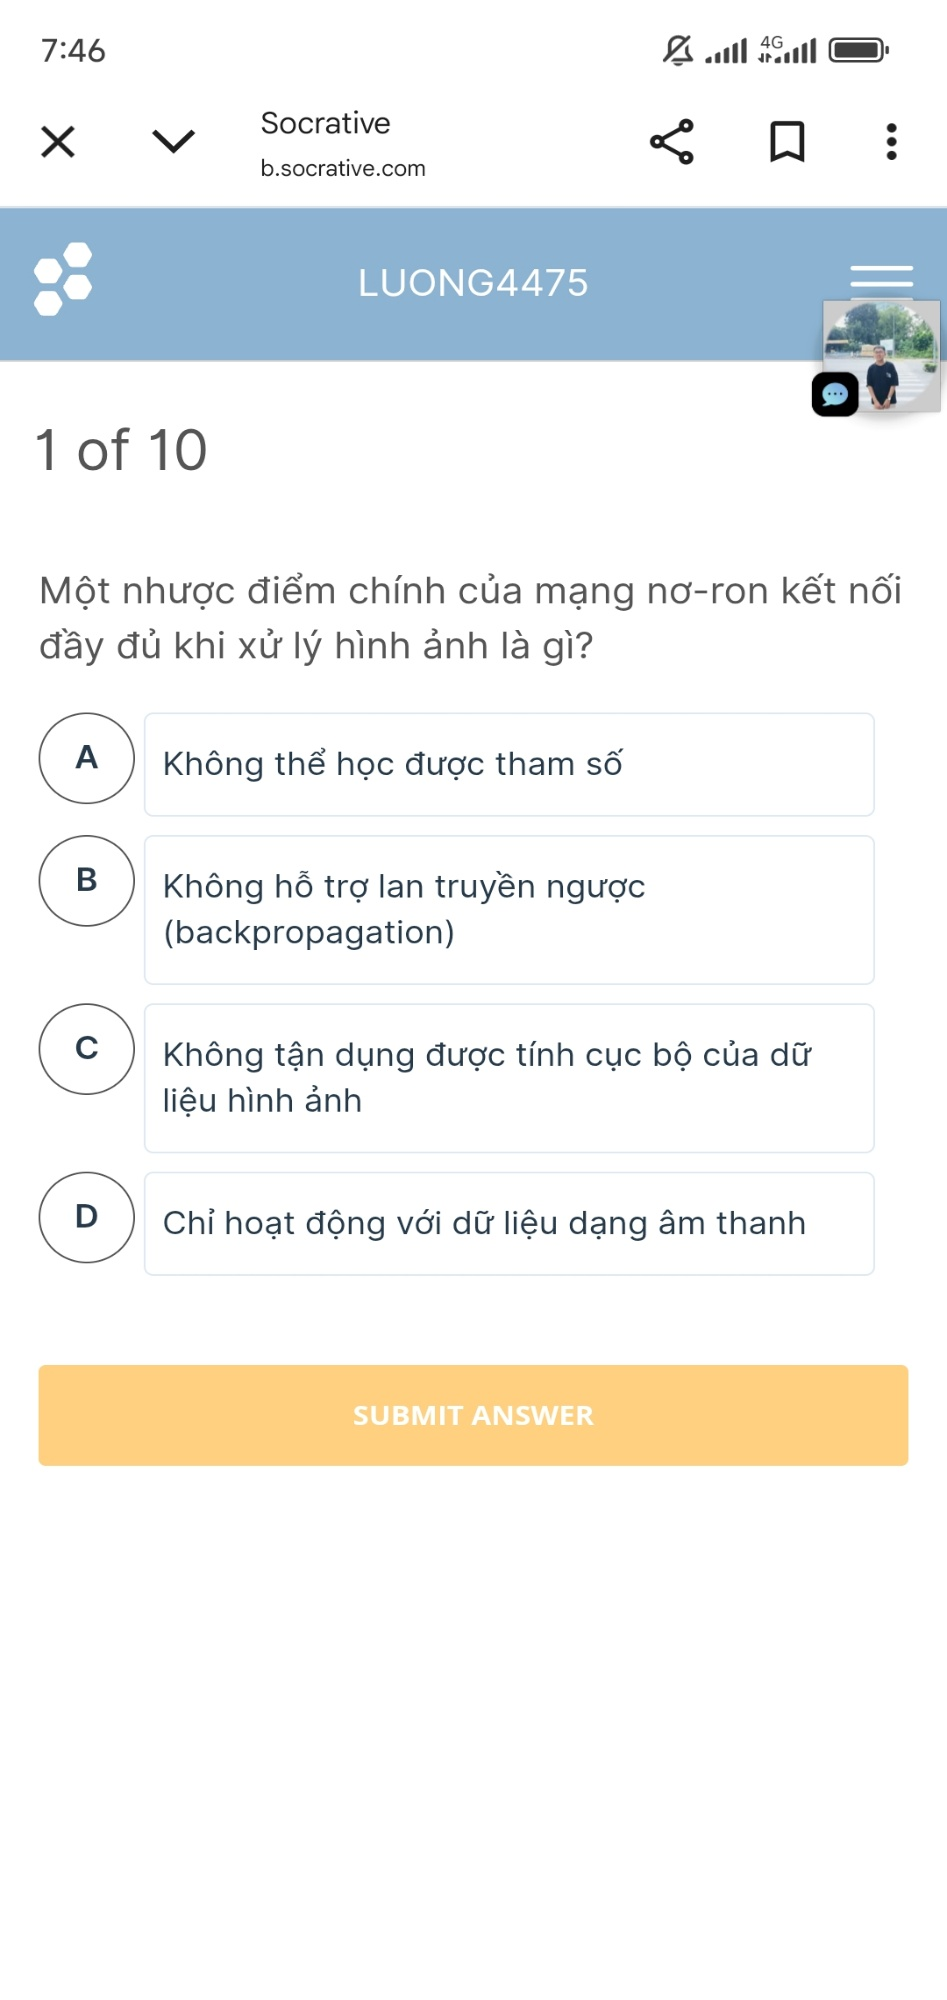 7:46
4G
Socrative
b.socrative.com
LUONG4475
1 of 10
Một nhược điểm chính của mạng nơ-ron kết nối
đầy đủ khi xử lý hình ảnh là gì?
A
Không thể học được tham số
B
Không hỗ trợ lan truyền ngược
(backpropagation)
C
Không tận dụng được tính cục bộ của dữ
liệu hình ảnh
D
Chỉ hoạt động với dữ liệu dạng âm thanh
SUBMIT ANSWER